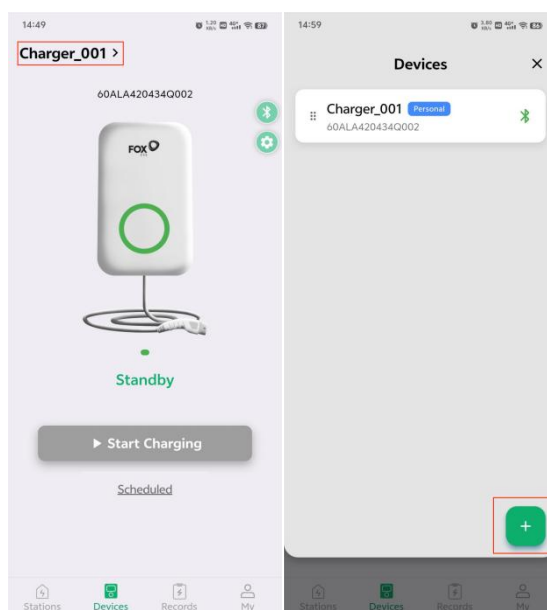 14:49
Charger_001 >
60ALA420434Q002
FOX
Standby
Start Charging
Scheduled
Stations Devices Records My
14:59
Devices
Charger_001 Personal
60ALA420434Q002
+
Stations Devices Records My